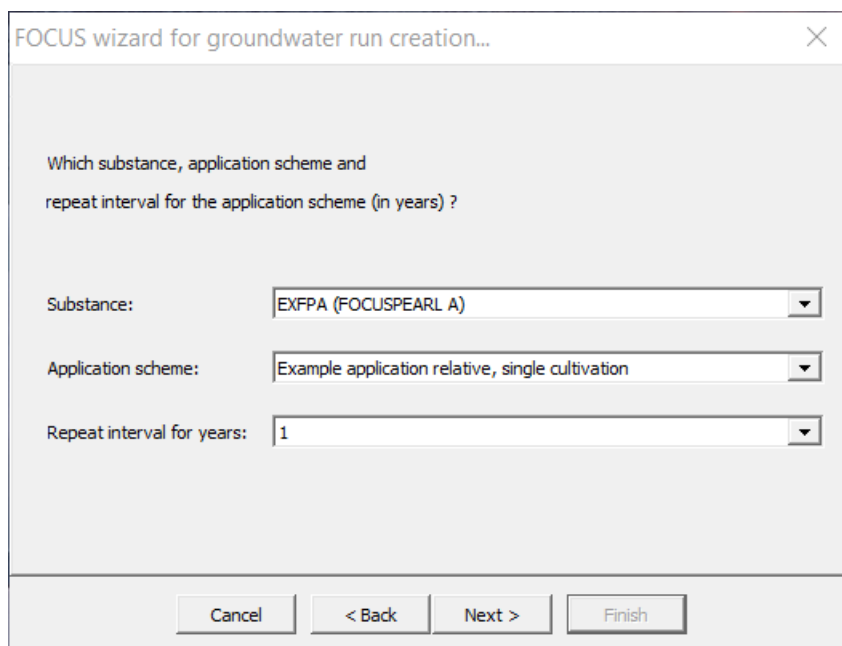 FOCUS wizard for groundwater run creation...
Which substance, application scheme and
repeat interval for the application scheme (in years) ?
Substance: EXFPA (FOCUSPEARL A)
Application scheme: Example application relative, single cultivation
Repeat interval for years: 1
Cancel < Back Next > Finish